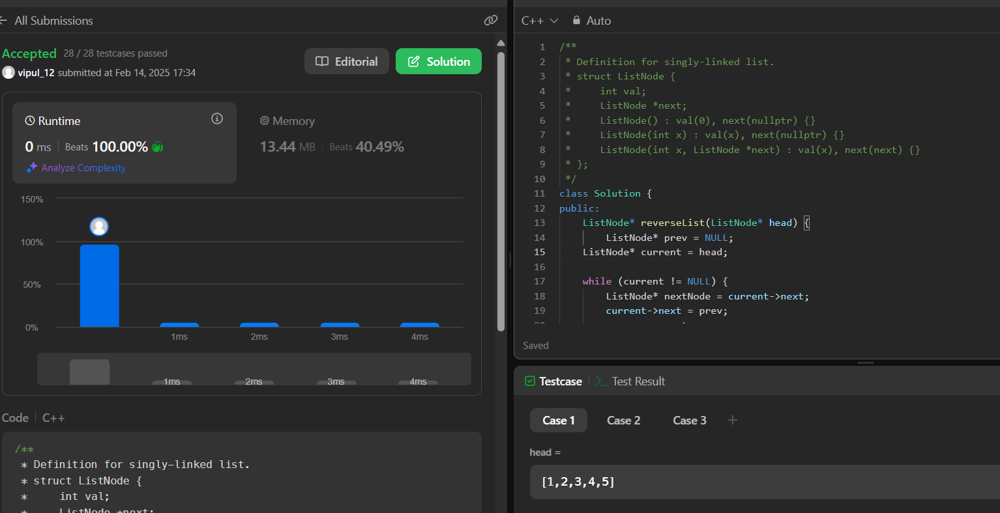 All Submissions
Accepted 28 / 28 testcases passed
vipul_12 submitted at Feb 14, 2025 17:34
Editorial
Solution
Runtime
0 ms Beats 100.00%
Analyze Complexity
Memory
13.44 MB Beats 40.49%
150%
100%
50%
0%
1ms 2ms 3ms 4ms
1ms 2ms 3ms 4ms
Code C++
/**
* Definition for singly-linked list.
* struct ListNode {
*     int val;
*     ListNode *next;
C++ Auto
1 /**
2 * Definition for singly-linked list.
3 * struct ListNode {
4 *     int val;
5 *     ListNode *next;
6 *     ListNode() : val(0), next(nullptr) {}
7 *     ListNode(int x) : val(x), next(nullptr) {}
8 *     ListNode(int x, ListNode *next) : val(x), next(next) {}
9 * };
10 */
11 class Solution {
12 public:
13     ListNode* reverseList(ListNode* head) {
14         ListNode* prev = NULL;
15     ListNode* current = head;
16
17     while (current != NULL) {
18         ListNode* nextNode = current->next;
19         current->next = prev;
Saved
Testcase Test Result
Case 1 Case 2 Case 3 +
head =
[1,2,3,4,5]